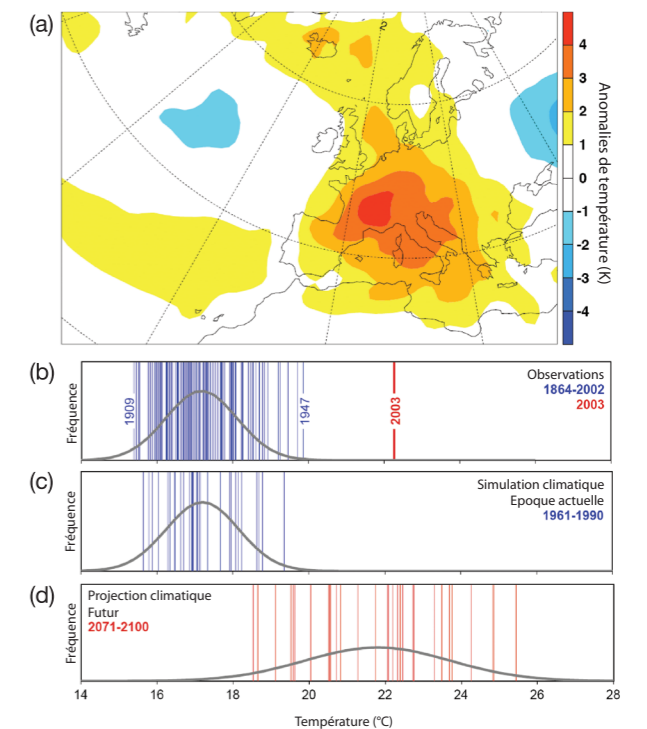 (a)
2
4
3
2
1
0
-1
-2
-3
-4
Anomalies de température (K)
(b)
Fréquence
1909
1947
2003
Observations
1864-2002
2003
(c)
Fréquence
Simulation climatique
Epoque actuelle
1961-1990
(d)
Fréquence
Projection climatique
Futur
2071-2100
14
16
18
20
22
24
26
28
Température (°C)